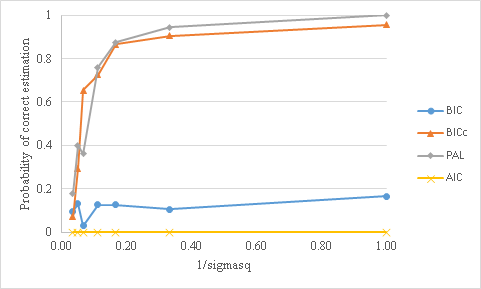 1
0.8
0.6
0.4
0.2
0
0.00 0.20 0.40 0.60 0.80 1.00
Probability of correct estimation
1/sigmasq
BIC
BICc
PAL
AIC